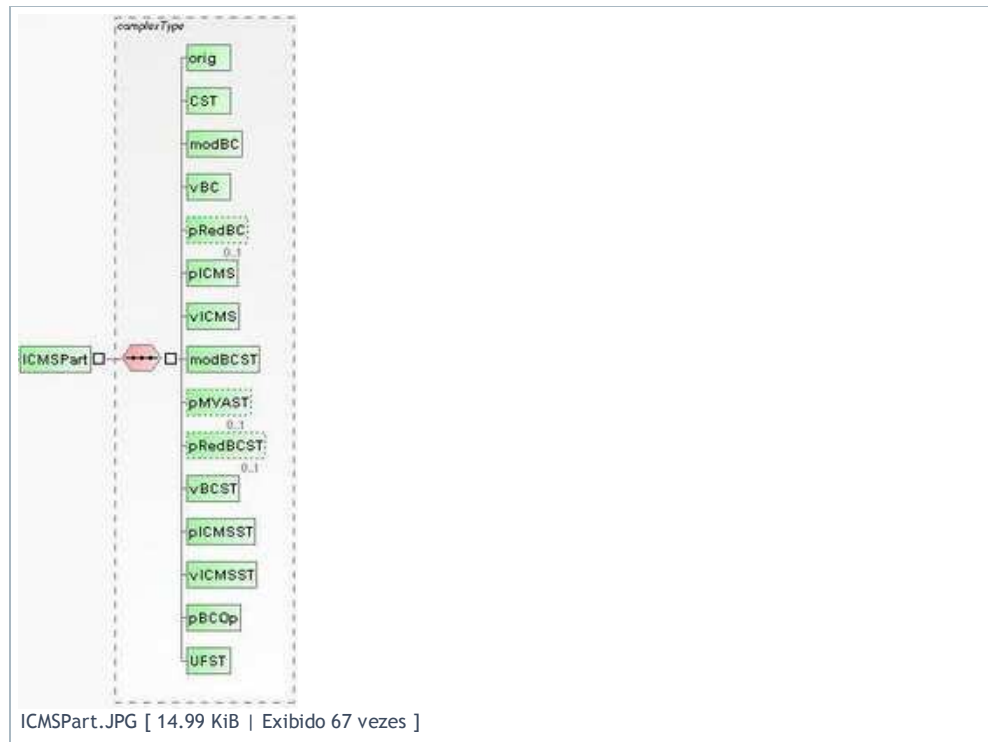 complexType
orig
CST
modBC
vBC
pRedBC
0..1
pICMS
vICMS
ICMSPart
modBCST
pMVAST
0..1
pRedBCST
0..1
vBCST
pICMSST
vICMSST
pBCOp
UFST
ICMSPart.JPG [ 14.99 KiB | Exibido 67 vezes ]